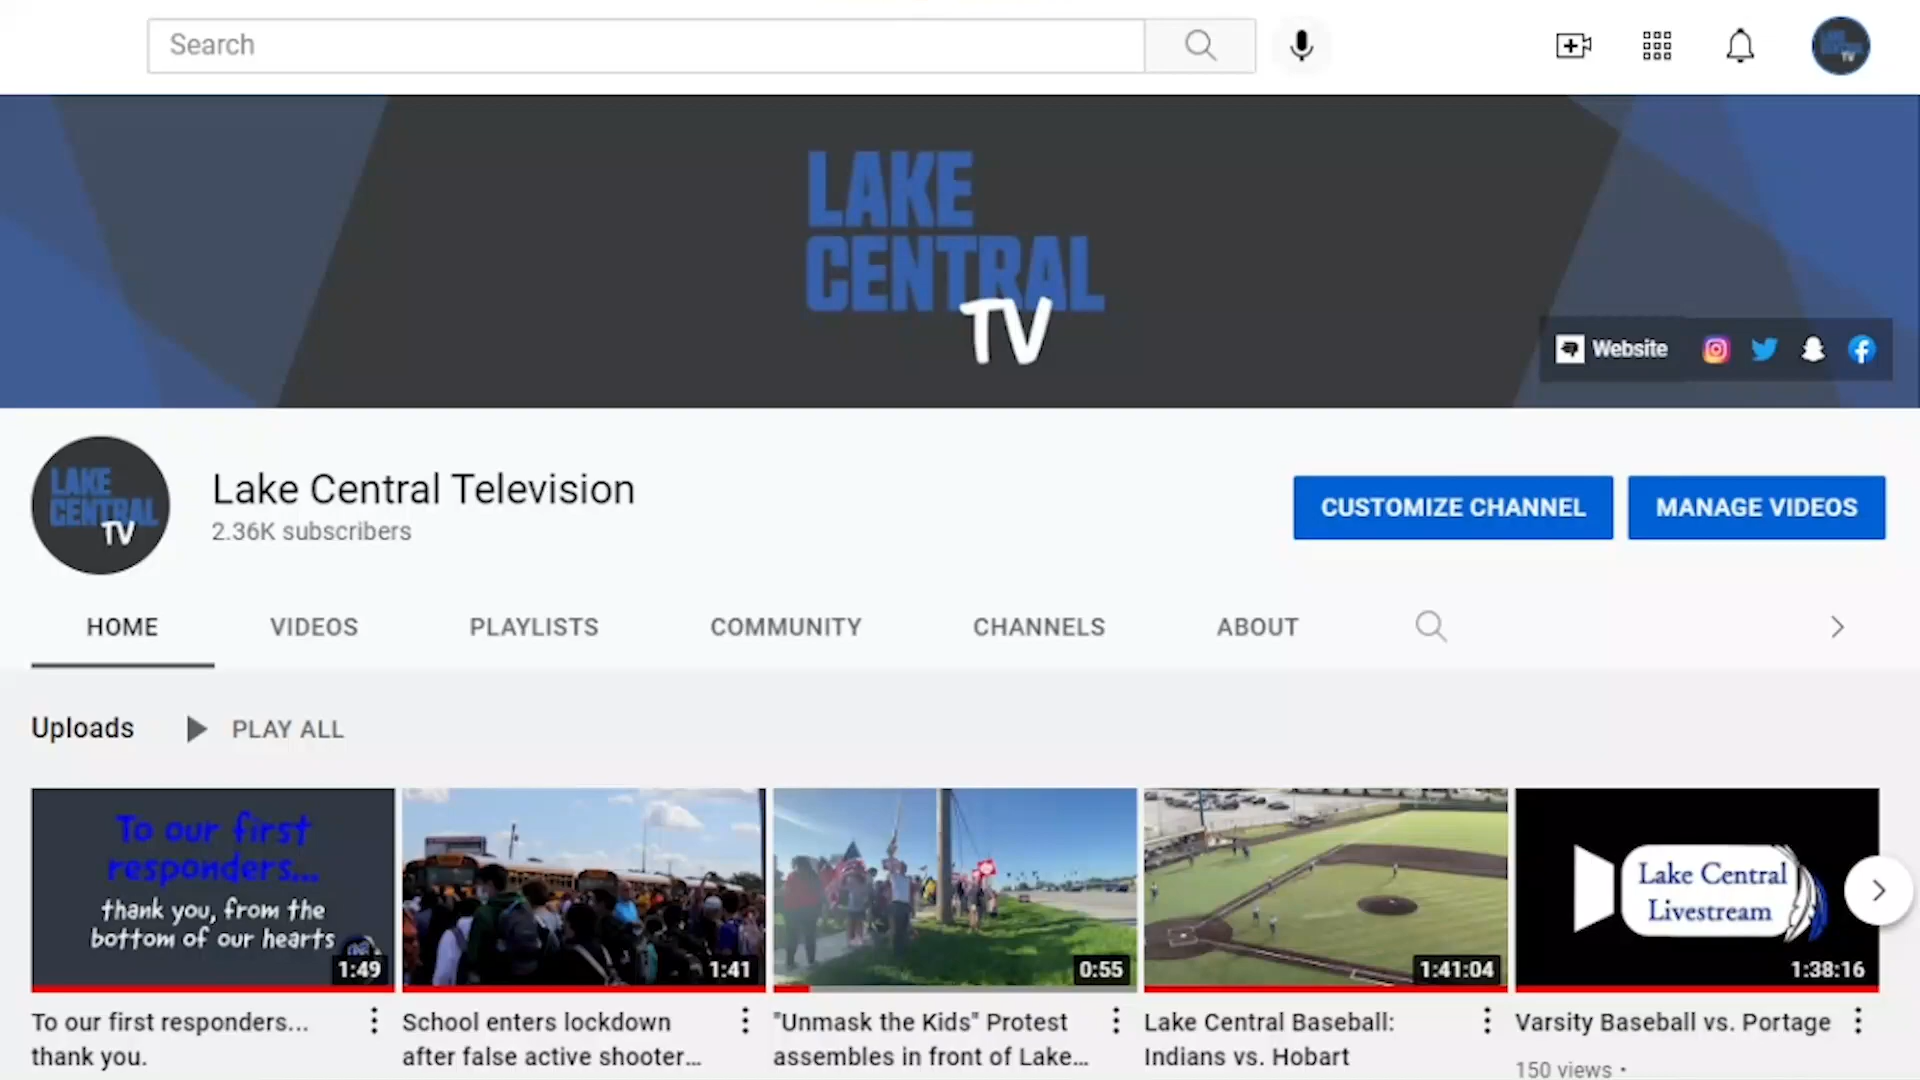 Search
LAKE
CENTRAL
TV
Website
LAKE
CENTRAL
TV
Lake Central Television
2.36K subscribers
CUSTOMIZE CHANNEL
MANAGE VIDEOS
HOME
VIDEOS
PLAYLISTS
COMMUNITY
CHANNELS
ABOUT
Uploads
PLAY ALL
To our first
responders...
thank you, from the
bottom of our hearts
1:49
1:41
0:55
1:41:04
Lake Central
Livestream
1:38:16
To our first responders...
thank you.
School enters lockdown
after false active shooter...
"Unmask the Kids" Protest
assembles in front of Lake...
Lake Central Baseball:
Indians vs. Hobart
Varsity Baseball vs. Portage
150 views •